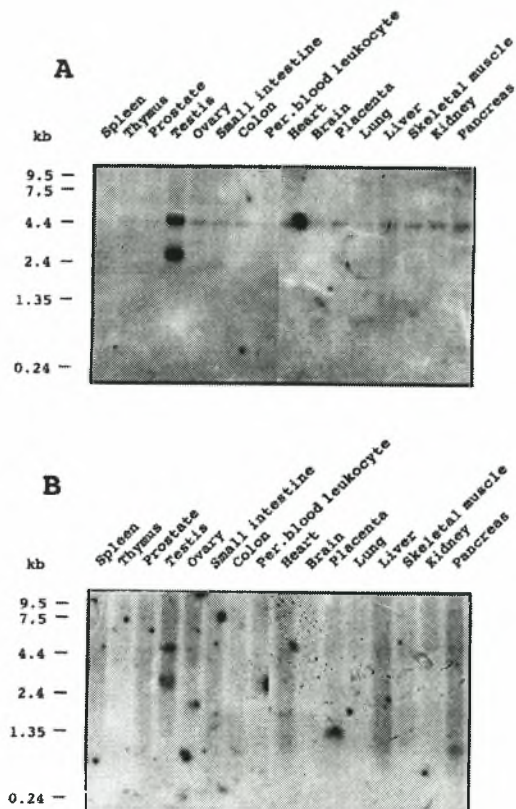 A
Spleen
Thymus
Prostate
Testis
Ovary
Small intestine
Colon
Per.blood leukocyte
Heart
Brain
Placenta
Lung
Liver
Skeletal muscle
Kidney
Pancreas
kb
9.5
7.5
4.4
2.4
1.35
0.24
B
Spleen
Thymus
Prostate
Testis
Ovary
Small intestine
Colon
Per.blood leukocyte
Heart
Brain
Placenta
Lung
Liver
Skeletal muscle
Kidney
Pancreas
kb
9.5
7.5
4.4
2.4
1.35
0.24